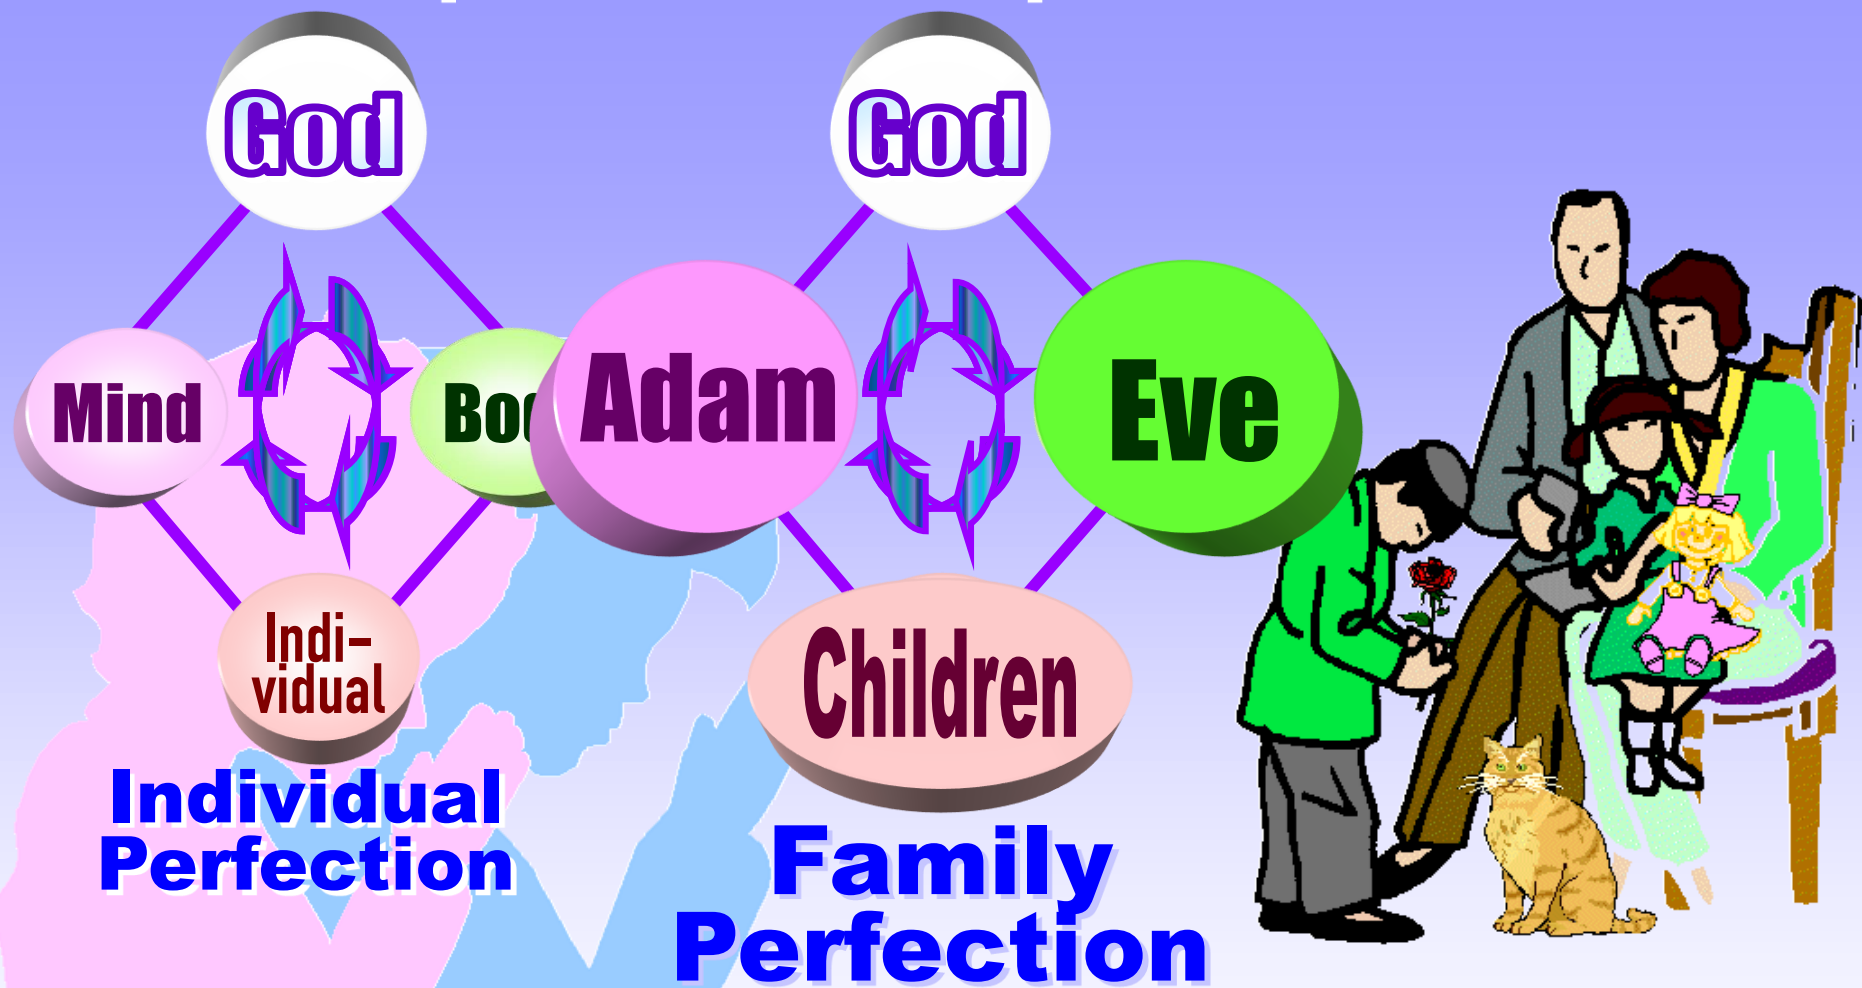 God
Mind
Indi-
vidual
Individual
Perfection
God
Adam
Eve
Children
Family
Perfection